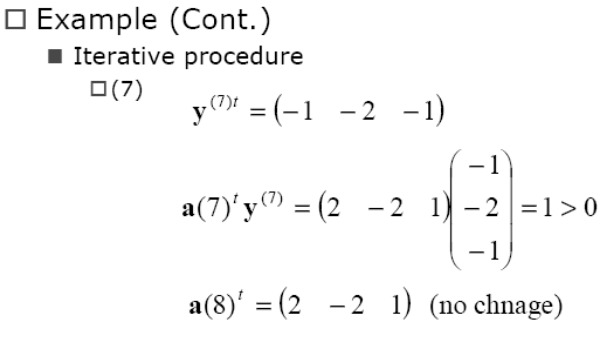 □ Example (Cont.)
■ Iterative procedure
□(7)
y^(7)t = (−1 −2 −1)
a(7)^t y^(7) = (2 −2 1) (−1 −2 −1) = 1 > 0
a(8)^t = (2 −2 1) (no chnage)